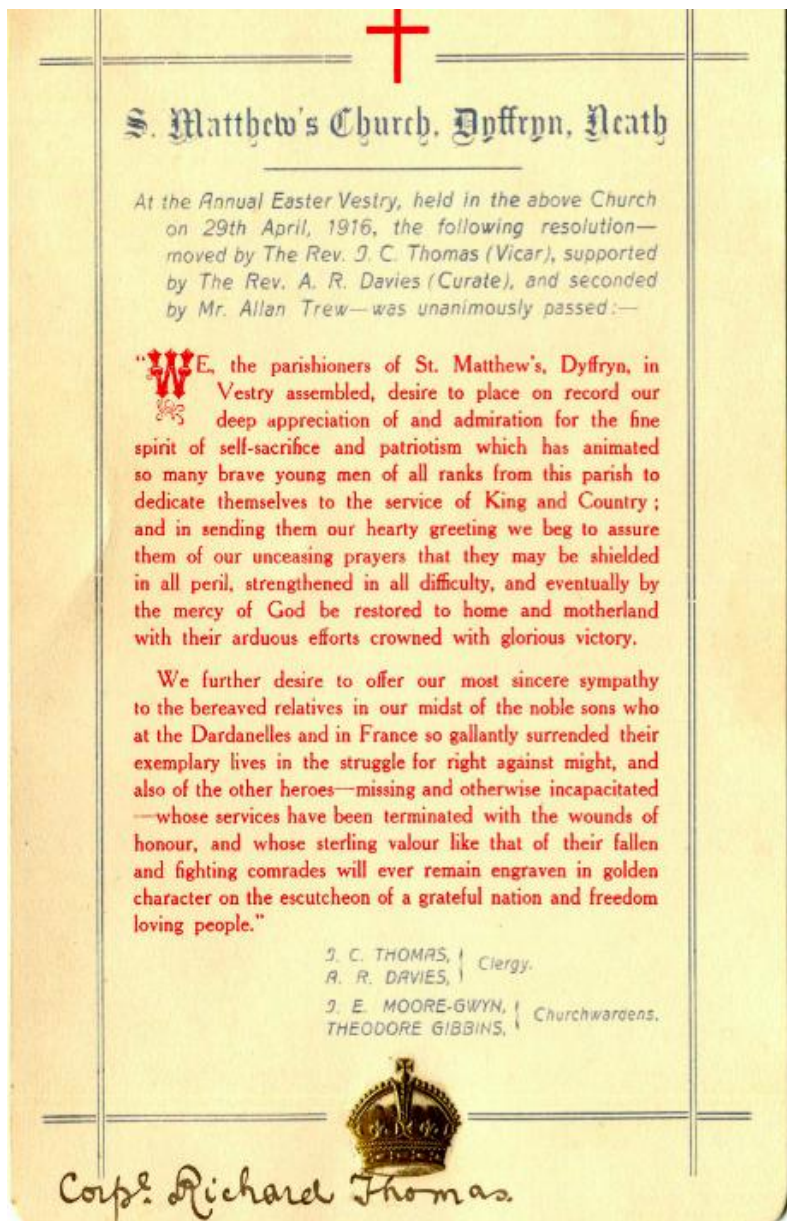 S. Matthew's Church, Dyffryn, Neath
At the Annual Easter Vestry, held in the above Church
on 29th April, 1916, the following resolution—
moved by The Rev. J. C. Thomas (Vicar), supported
by The Rev. A. R. Davies (Curate), and seconded
by Mr. Allan Trew—was unanimously passed:—
"WE, the parishioners of St. Matthew's, Dyffryn, in
Vestry assembled, desire to place on record our
deep appreciation of and admiration for the fine
spirit of self-sacrifice and patriotism which has animated
so many brave young men of all ranks from this parish to
dedicate themselves to the service of King and Country;
and in sending them our hearty greeting we beg to assure
them of our unceasing prayers that they may be shielded
in all peril, strengthened in all difficulty, and eventually by
the mercy of God be restored to home and motherland
with their arduous efforts crowned with glorious victory.
We further desire to offer our most sincere sympathy
to the bereaved relatives in our midst of the noble sons who
at the Dardanelles and in France so gallantly surrended their
exemplary lives in the struggle for right against might, and
also of the other heroes—missing and otherwise incapacitated
—whose services have been terminated with the wounds of
honour, and whose sterling valour like that of their fallen
and fighting comrades will ever remain engraven in golden
character on the escutcheon of a grateful nation and freedom
loving people."
J. C. THOMAS,
A. R. DAVIES, Clergy.
J. E. MOORE-GWYN,
THEODORE GIBBINS, Churchwardens.
Corpl. Richard Thomas.